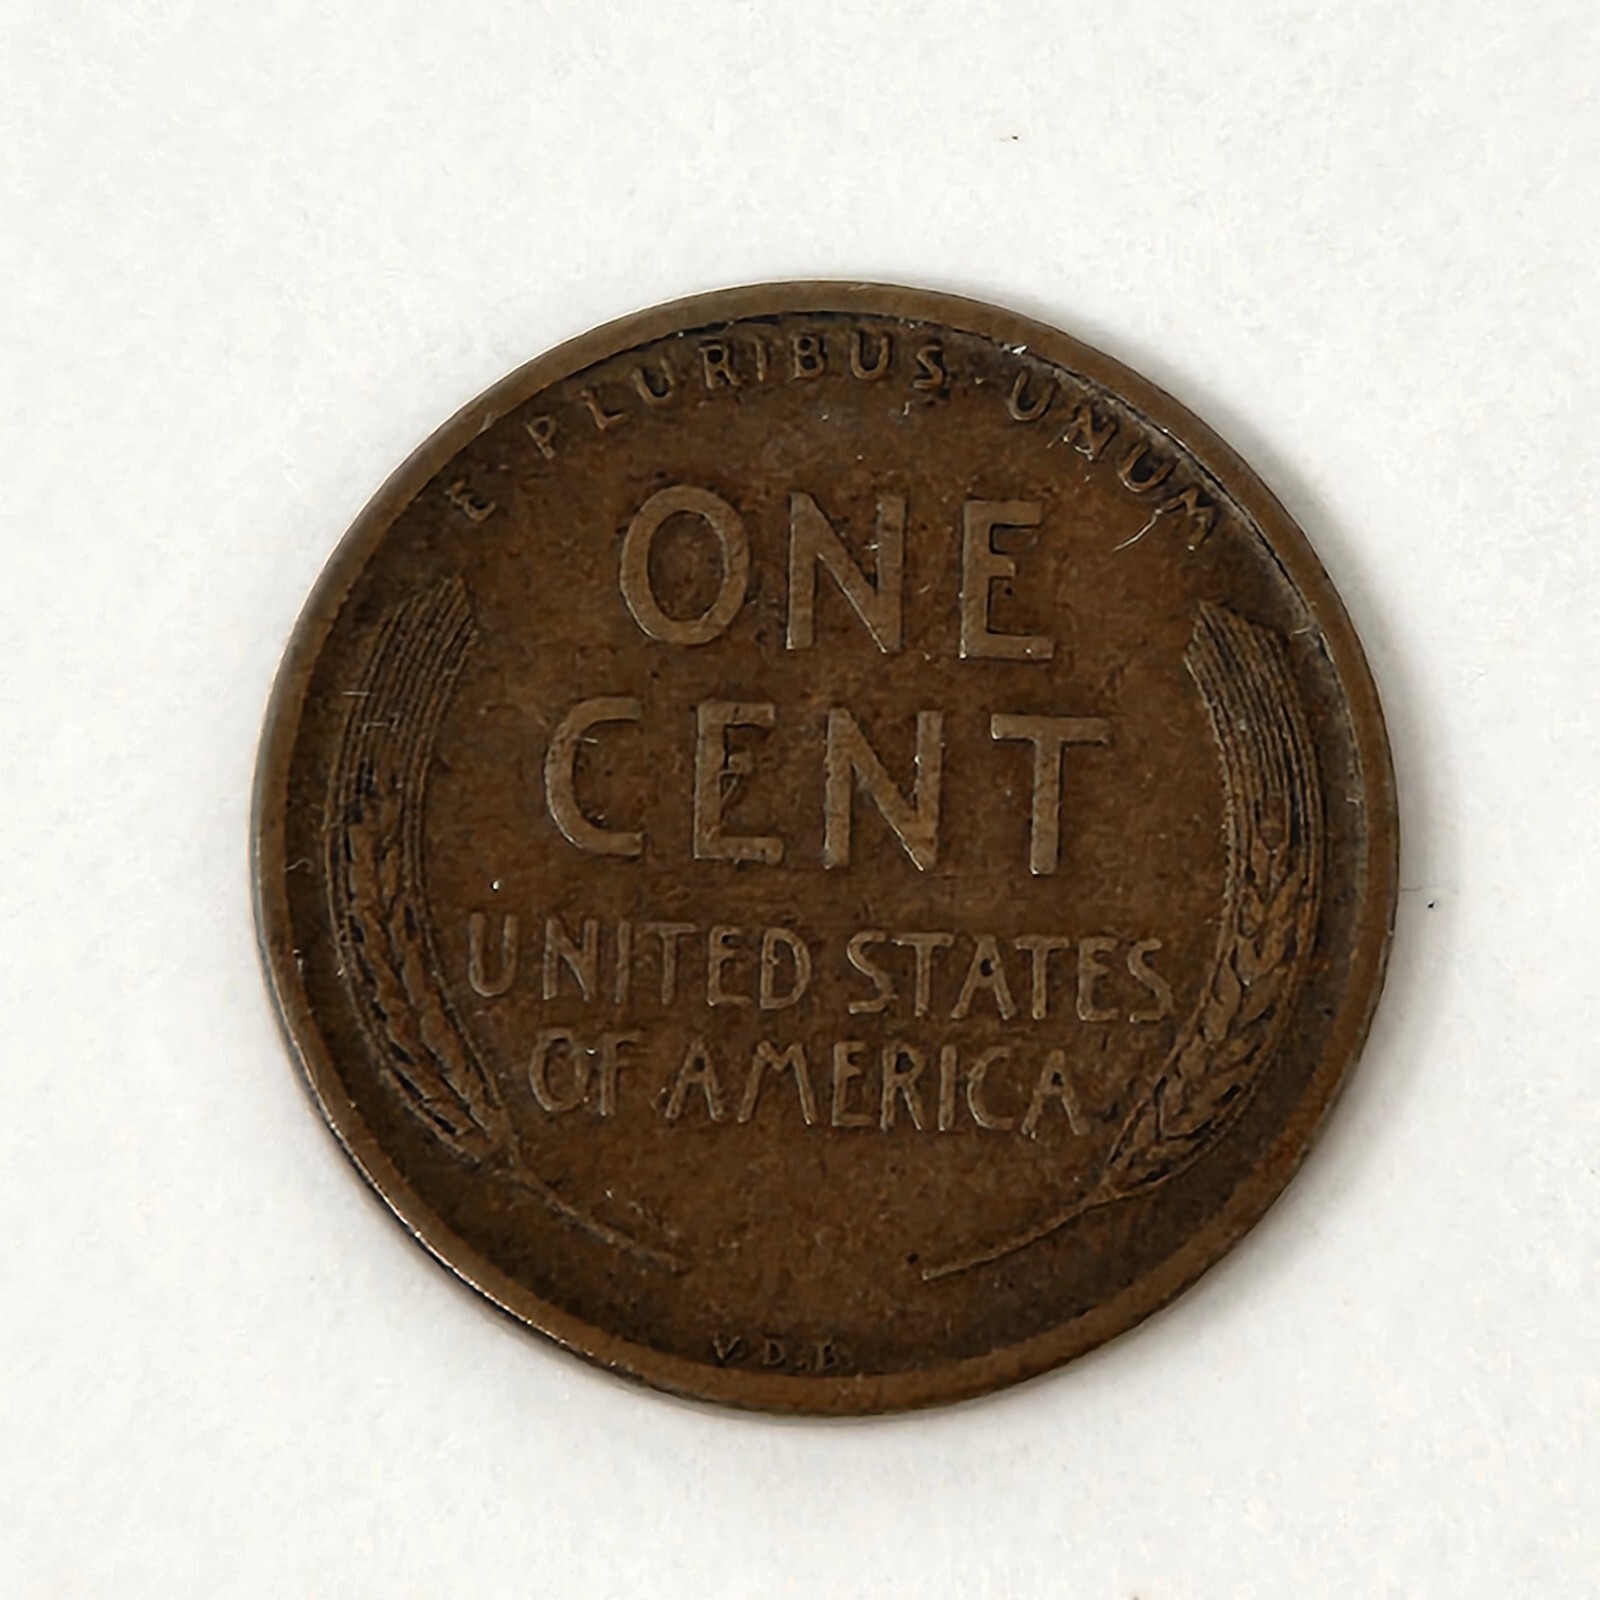 E PLURIBUS · UNUM
ONE
CENT
UNITED STATES
OF AMERICA
V.D.B.